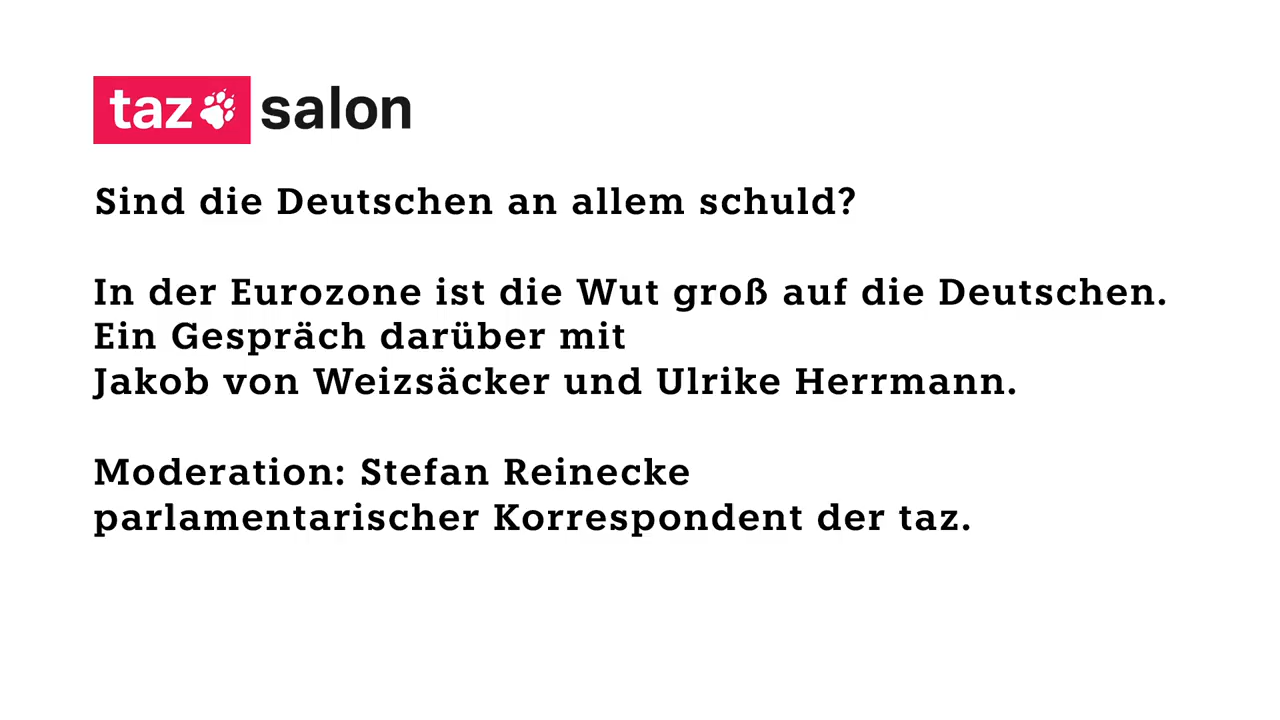 taz salon
Sind die Deutschen an allem schuld?
In der Eurozone ist die Wut groß auf die Deutschen.
Ein Gespräch darüber mit
Jakob von Weizsäcker und Ulrike Herrmann.
Moderation: Stefan Reinecke
parlamentarischer Korrespondent der taz.